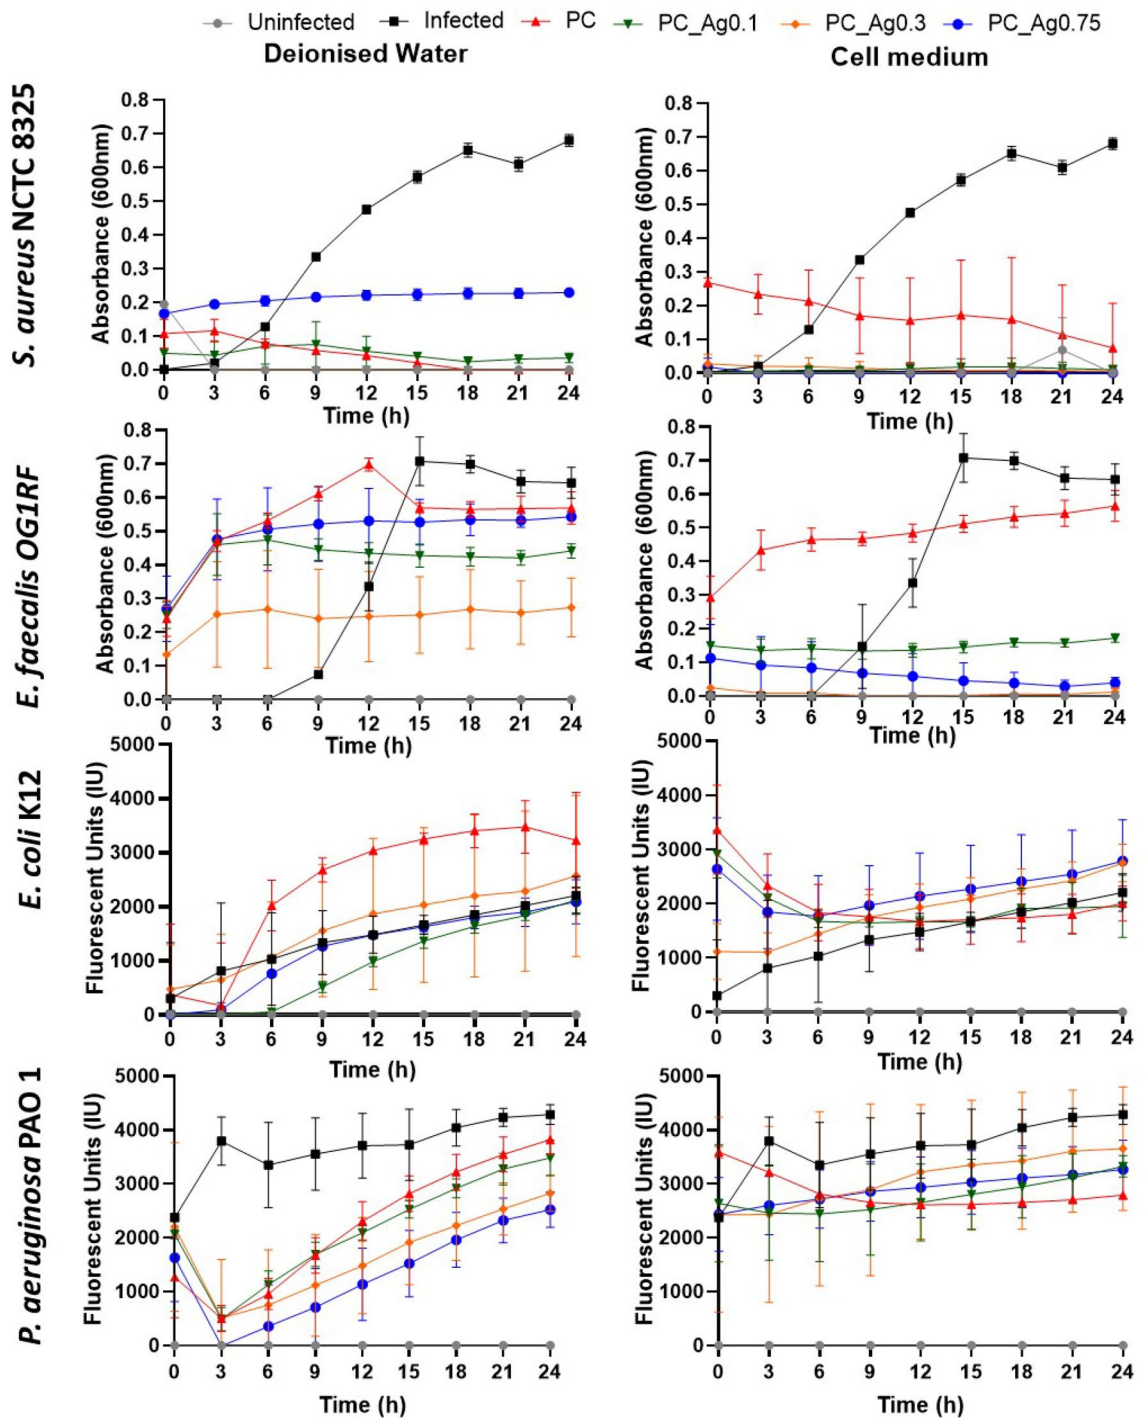 Uninfected Infected PC PC_Ag0.1 PC_Ag0.3 PC_Ag0.75
Deionised Water Cell medium
S. aureus NCTC 8325
Absorbance (600nm)
0.8
0.7
0.6
0.5
0.4
0.3
0.2
0.1
0.0
0 3 6 9 12 15 18 21 24
Time (h)
Absorbance (600nm)
0.8
0.7
0.6
0.5
0.4
0.3
0.2
0.1
0.0
0 3 6 9 12 15 18 21 24
Time (h)
E. faecalis OG1RF
Absorbance (600nm)
0.8
0.7
0.6
0.5
0.4
0.3
0.2
0.1
0.0
0 3 6 9 12 15 18 21 24
Time (h)
Absorbance (600nm)
0.8
0.7
0.6
0.5
0.4
0.3
0.2
0.1
0.0
0 3 6 9 12 15 18 21 24
Time (h)
E. coli K12
Fluorescent Units (IU)
5000
4000
3000
2000
1000
0
0 3 6 9 12 15 18 21 24
Time (h)
Fluorescent Units (IU)
5000
4000
3000
2000
1000
0
0 3 6 9 12 15 18 21 24
Time (h)
P. aeruginosa PAO 1
Fluorescent Units (IU)
5000
4000
3000
2000
1000
0
0 3 6 9 12 15 18 21 24
Time (h)
Fluorescent Units (IU)
5000
4000
3000
2000
1000
0
0 3 6 9 12 15 18 21 24
Time (h)